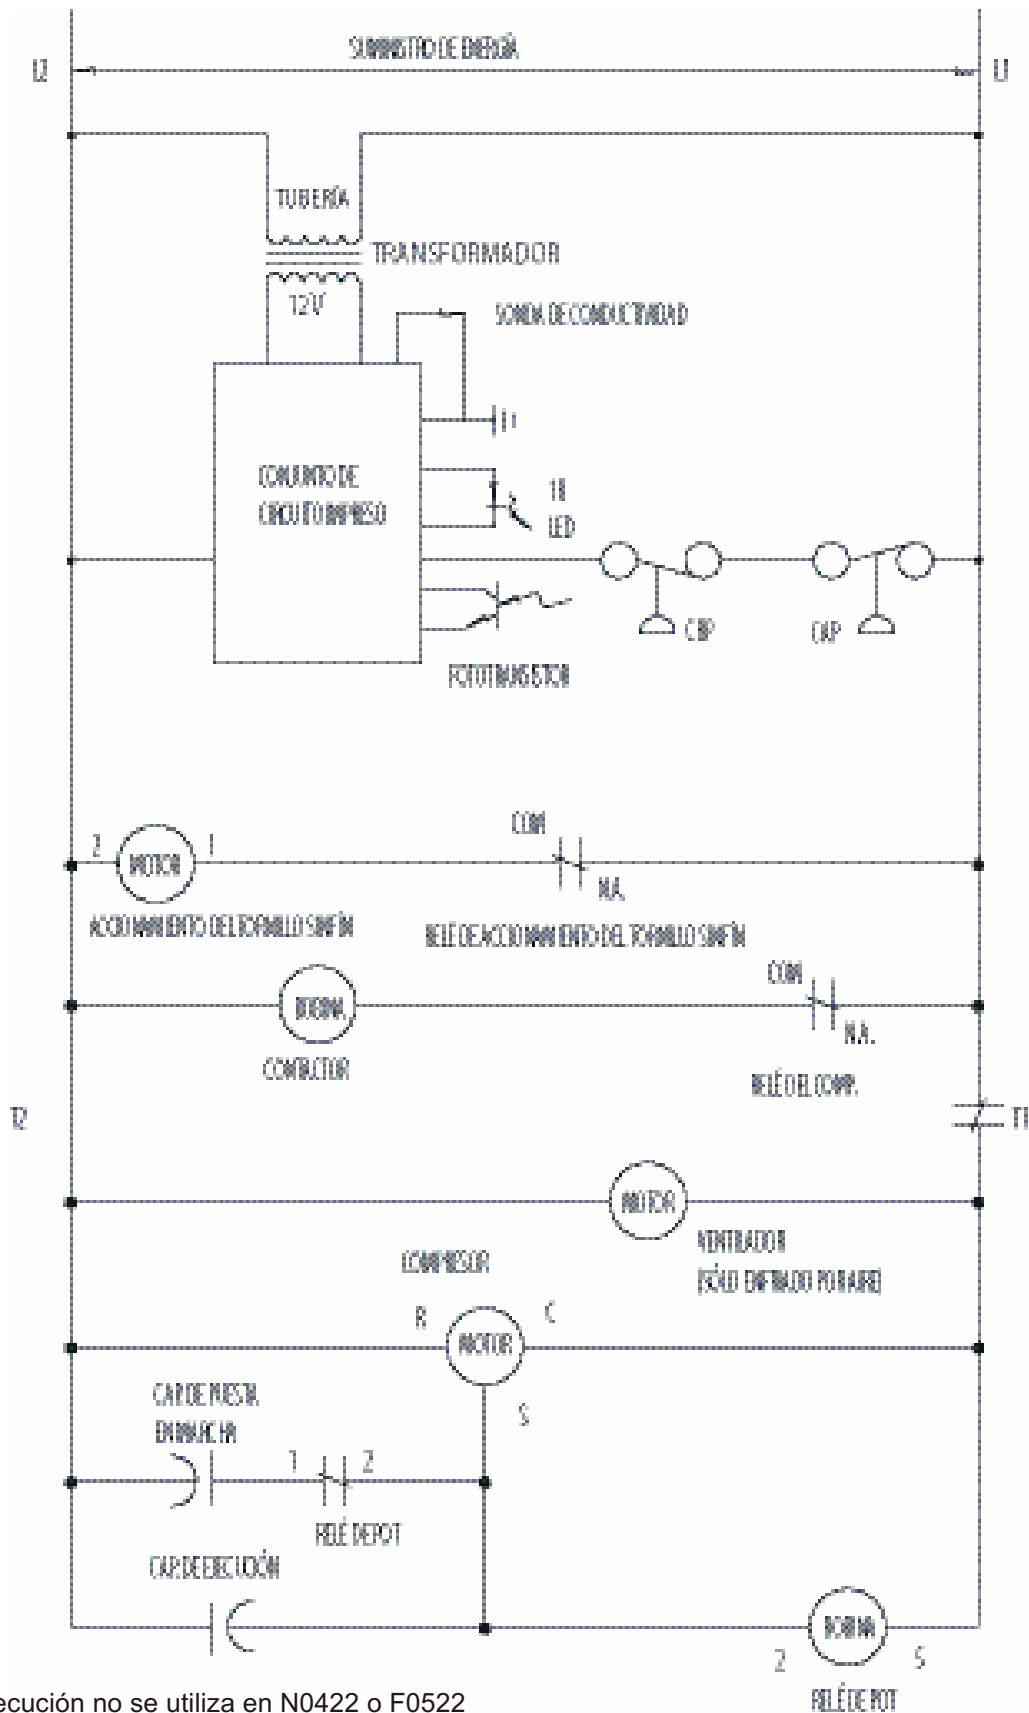 SUMINISTRO DE ENERGÍA
L2
L1
TUBERÍA
TRANSFORMADOR
12V
SONDA DE CONDUCTIVIDAD
CONJUNTO DE
CIRCUITO IMPRESO
IR
LED
CBP
CAP
FOTOTRANSISTOR
COM
2
MOTOR
1
N.A.
ACCIONAMIENTO DEL TORNILLO SINFÍN
RELÉ DE ACCIONAMIENTO DEL TORNILLO SINFÍN
COM
BOBINA
N.A.
CONTACTOR
RELÉ DEL COMP.
T2
T1
MOTOR
VENTILADOR
(SÓLO ENFRIADO POR AIRE)
COMPRESOR
R
C
MOTOR
S
CAP. DE PUESTA
EN MARCHA
1
2
RELÉ DE POT
CAP. DE EJECUCIÓN
BOBINA
2
5
RELÉ DE POT
ecución no se utiliza en N0422 o F0522